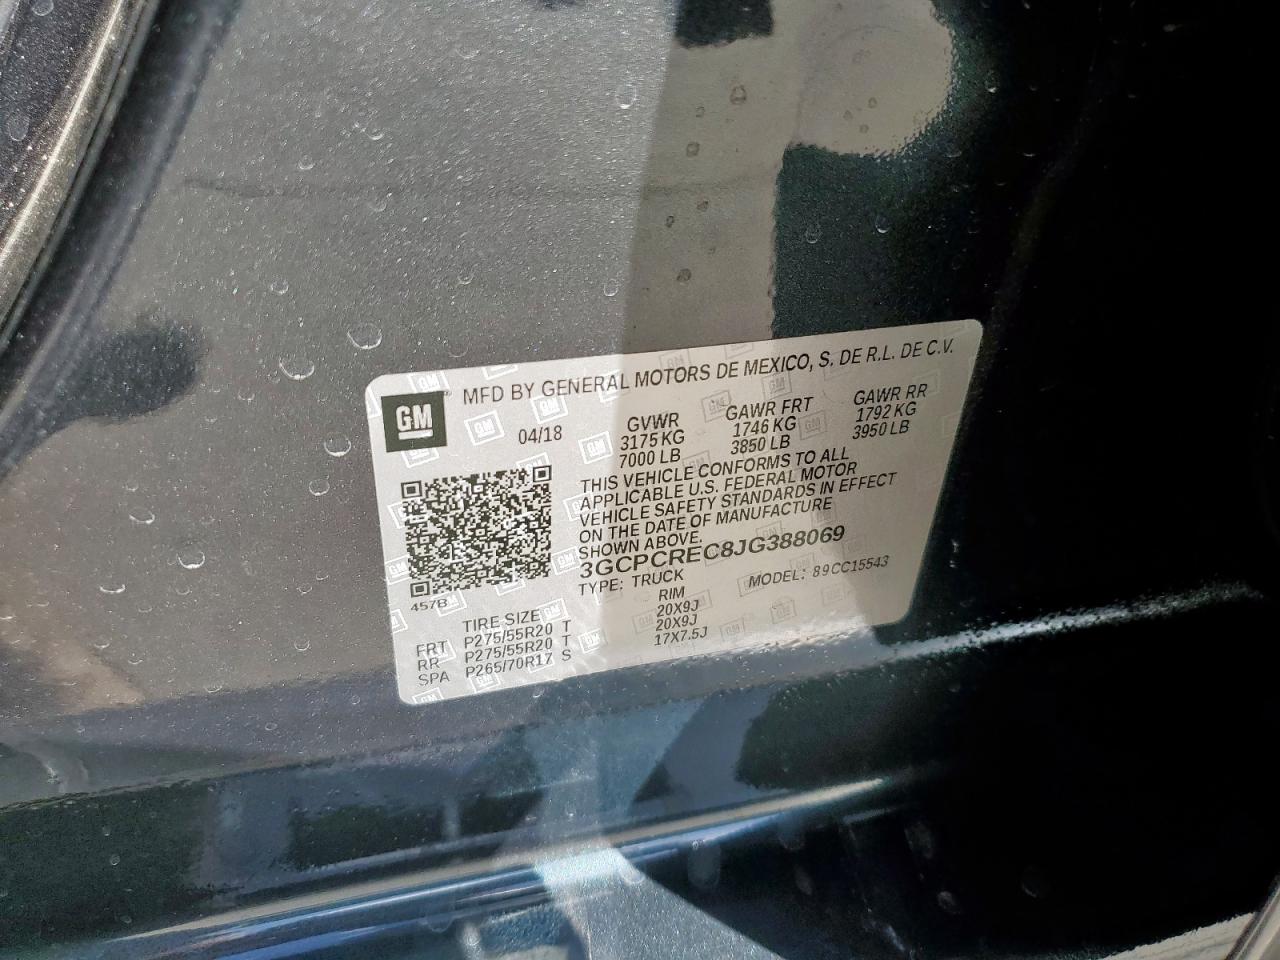 GM
MFD BY GENERAL MOTORS DE MEXICO, S. DE R.L. DE C.V.
04/18
GVWR GAWR FRT GAWR RR
3175 KG 1746 KG 1792 KG
7000 LB 3850 LB 3950 LB
THIS VEHICLE CONFORMS TO ALL
APPLICABLE U.S. FEDERAL MOTOR
VEHICLE SAFETY STANDARDS IN EFFECT
ON THE DATE OF MANUFACTURE
SHOWN ABOVE.
3GCPCREC8JG388069
TYPE: TRUCK MODEL: 89CC15543
457B
TIRE SIZE RIM
FRT P275/55R20 T 20X9J
RR P275/55R20 T 20X9J
SPA P265/70R17 S 17X7.5J